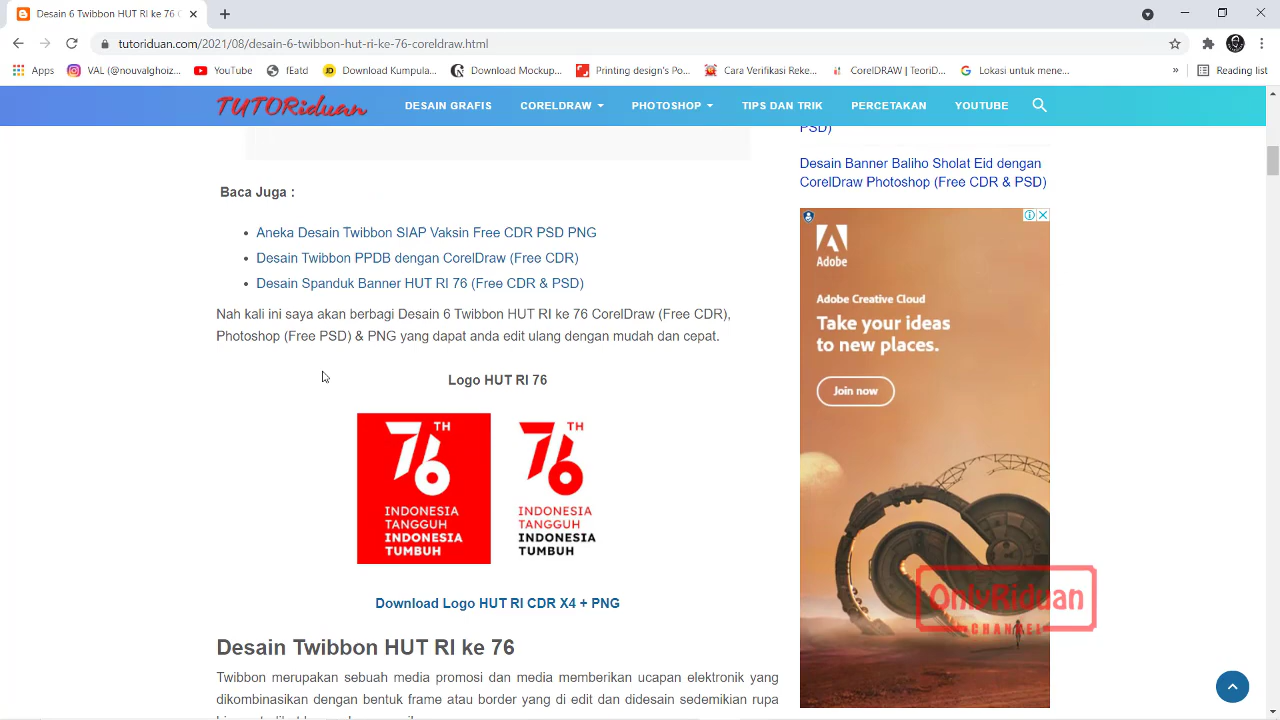 Desain 6 Twibbon HUT RI ke 76 C
tutoriduan.com/2021/08/desain-6-twibbon-hut-ri-ke-76-coreldraw.html
Apps
VAL (@nouvalghoiz...
YouTube
fEatd
Download Kumpula...
Download Mockup...
Printing design's Po...
Cara Verifikasi Reke...
CorelDRAW | TeoriD...
Lokasi untuk mene...
»
Reading list
TUTORiduan
DESAIN GRAFIS
CORELDRAW
PHOTOSHOP
TIPS DAN TRIK
PERCETAKAN
YOUTUBE
PSD)
Desain Banner Baliho Sholat Eid dengan
CorelDraw Photoshop (Free CDR & PSD)
Baca Juga :
Aneka Desain Twibbon SIAP Vaksin Free CDR PSD PNG
Desain Twibbon PPDB dengan CorelDraw (Free CDR)
Desain Spanduk Banner HUT RI 76 (Free CDR & PSD)
Nah kali ini saya akan berbagi Desain 6 Twibbon HUT RI ke 76 CorelDraw (Free CDR),
Photoshop (Free PSD) & PNG yang dapat anda edit ulang dengan mudah dan cepat.
Logo HUT RI 76
76 TH
INDONESIA
TANGGUH
INDONESIA
TUMBUH
76 TH
INDONESIA
TANGGUH
INDONESIA
TUMBUH
Download Logo HUT RI CDR X4 + PNG
Desain Twibbon HUT RI ke 76
Twibbon merupakan sebuah media promosi dan media memberikan ucapan elektronik yang
dikombinasikan dengan bentuk frame atau border yang di edit dan didesain sedemikian rupa
Adobe
Adobe Creative Cloud
Take your ideas
to new places.
Join now
OnlyRiduan
CHANNEL